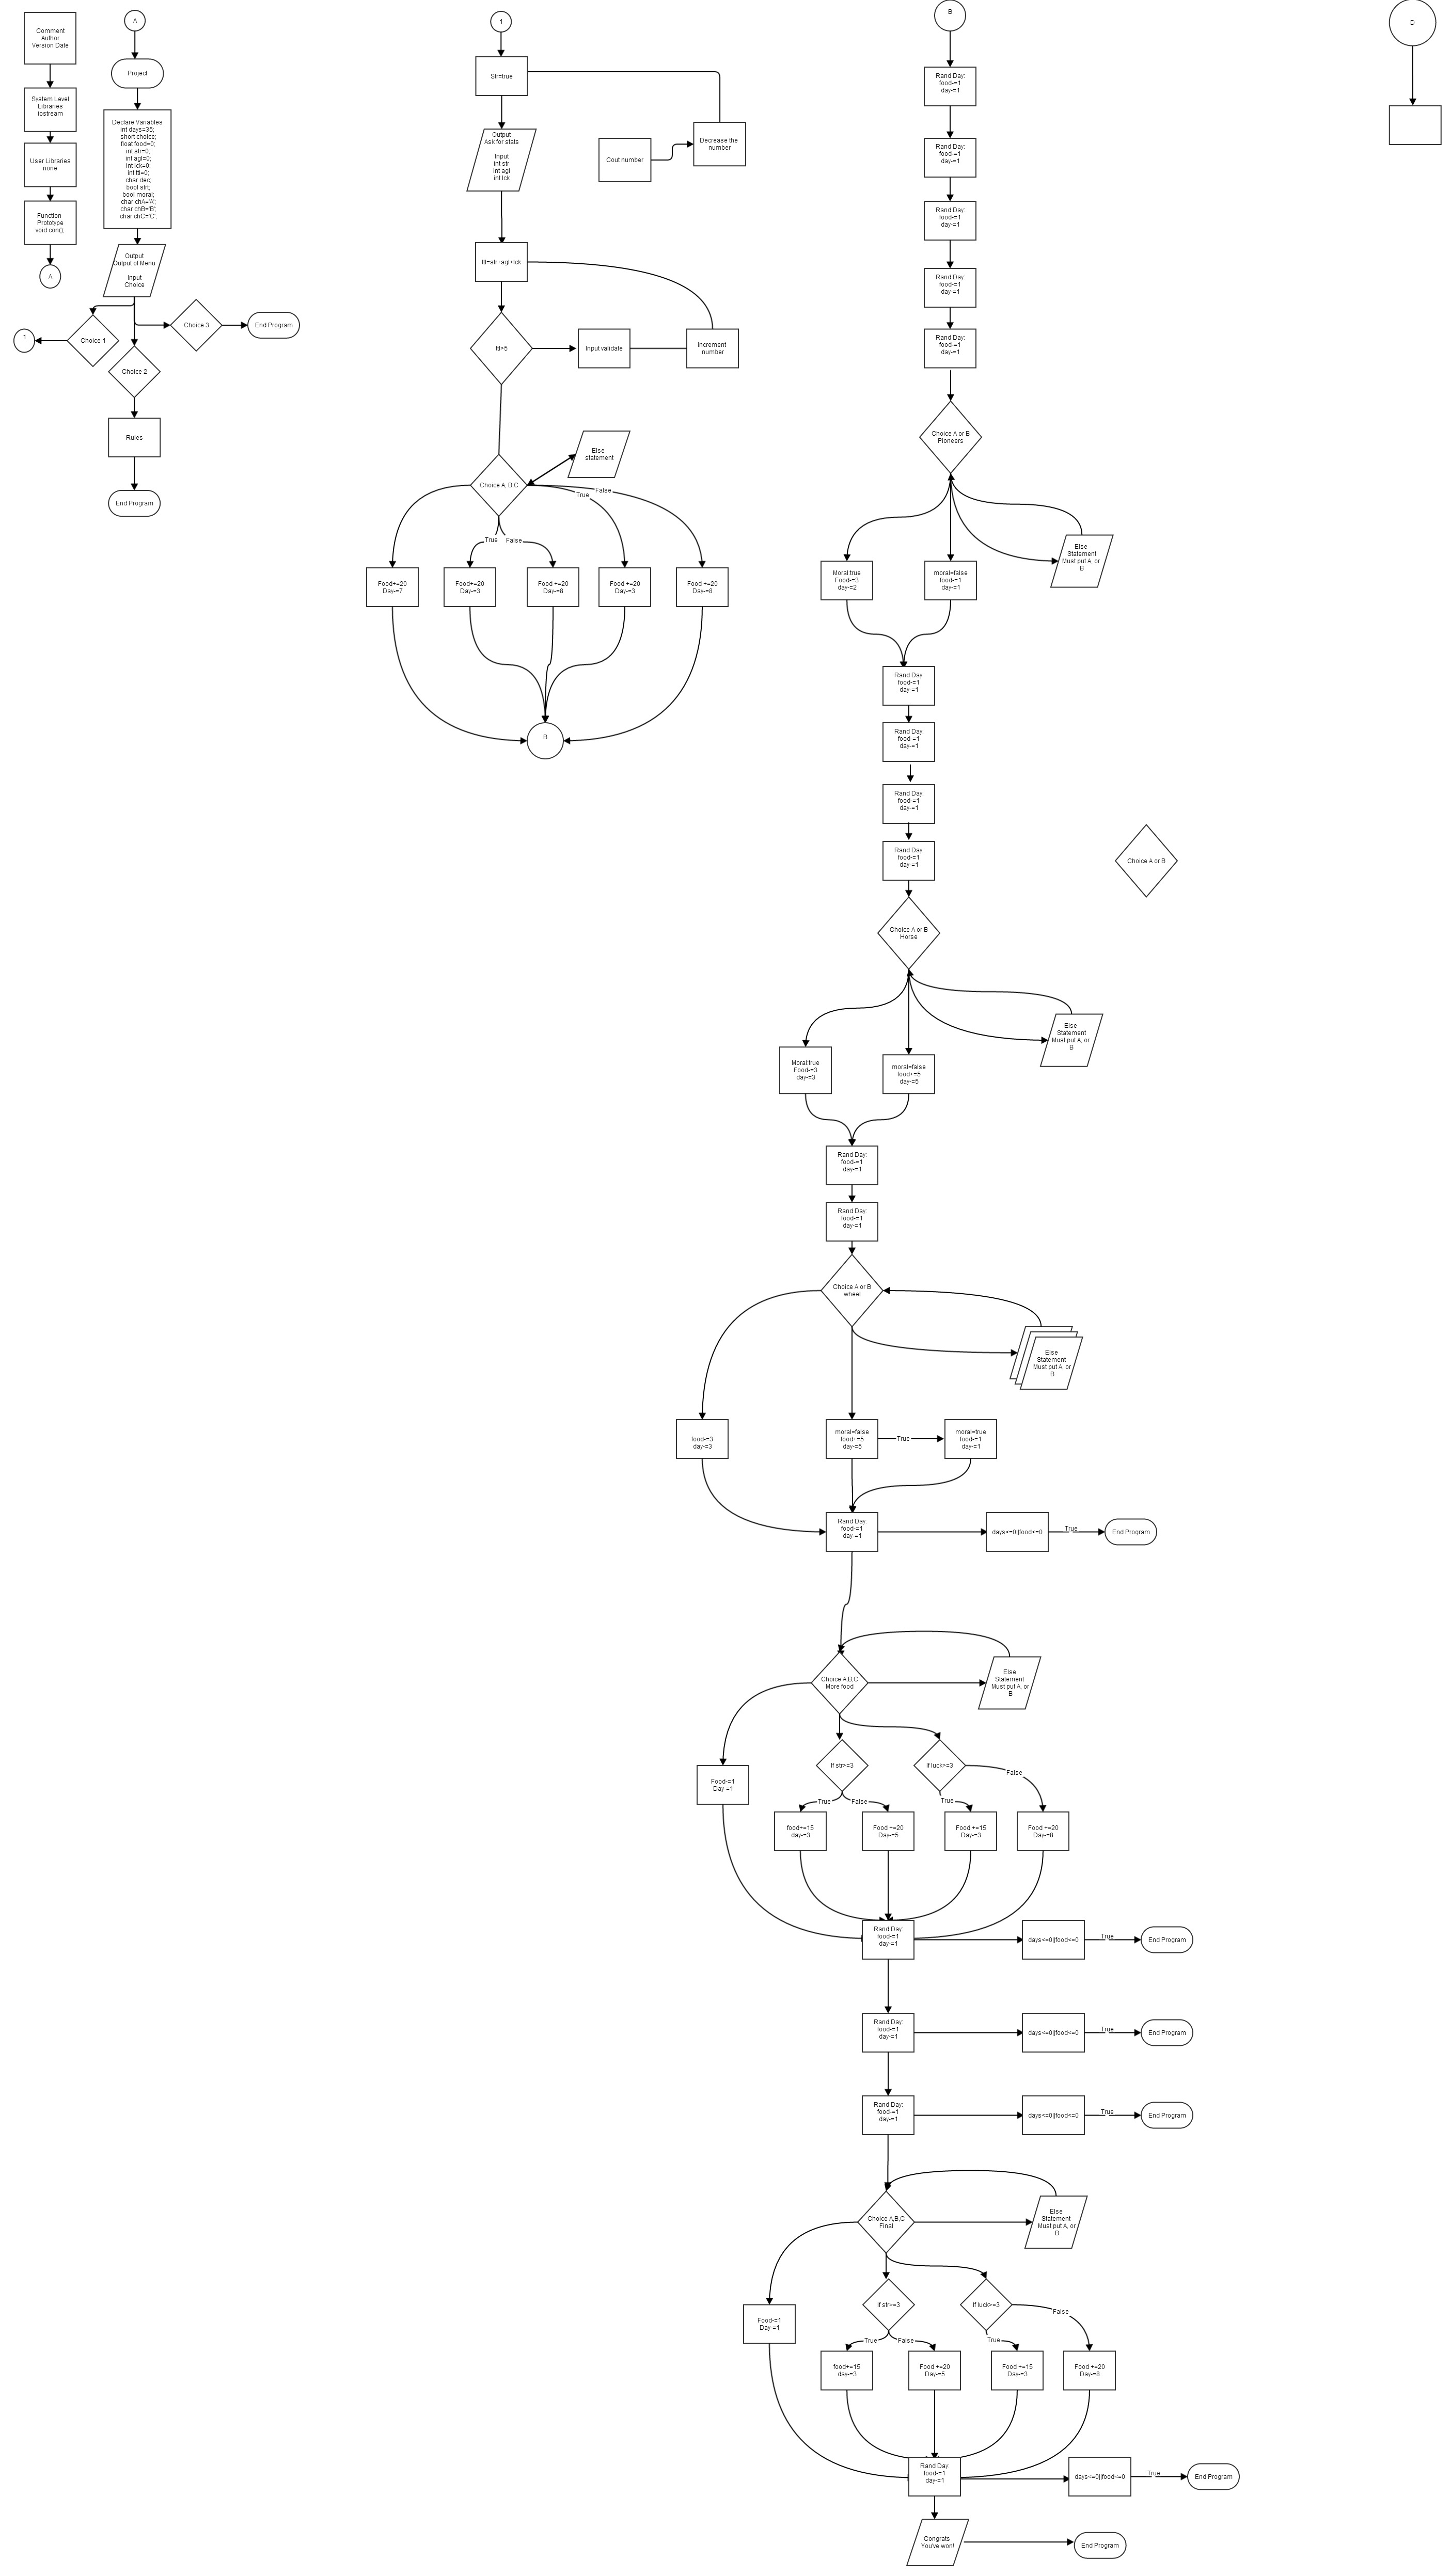 Comment
Author
Version Date
System Level
Libraries
iostream
User Libraries
none
Function
Prototype
void con();
A
A
Project
Declare Variables
int days=35;
short choice;
float food=0;
int str=0;
int agl=0;
int lck=0;
int ttl=0;
char dec;
bool strt;
bool moral;
char chA='A';
char chB='B';
char chC='C';
Output
Output of Menu
Input
Choice
Choice 1
1
Choice 3
End Program
Choice 2
Rules
End Program
1
Str=true
Output
Ask for stats
Input
int str
int agl
int lck
Cout number
Decrease the
number
ttl=str+agl+lck
ttl>5
Input validate
increment
number
Else
statement
Choice A, B,C
True
False
True
False
Food+=20
Day-=7
Food+=20
Day-=3
Food +=20
Day-=8
Food +=20
Day-=3
Food +=20
Day-=8
B
B
Rand Day:
food-=1
day-=1
Rand Day:
food-=1
day-=1
Rand Day:
food-=1
day-=1
Rand Day:
food-=1
day-=1
Rand Day:
food-=1
day-=1
Choice A or B
Pioneers
Else
Statement
Must put A, or
B
Moral:true
Food-=3
day-=2
moral=false
food-=1
day-=1
Rand Day:
food-=1
day-=1
Rand Day:
food-=1
day-=1
Rand Day:
food-=1
day-=1
Rand Day:
food-=1
day-=1
Choice A or B
Horse
Else
Statement
Must put A, or
B
Moral:true
Food-=3
day-=3
moral=false
food+=5
day-=5
Rand Day:
food-=1
day-=1
Rand Day:
food-=1
day-=1
Choice A or B
wheel
Else
Statement
Must put A, or
B
food-=3
day-=3
moral=false
food+=5
day-=5
True
moral=true
food-=1
day-=1
Rand Day:
food-=1
day-=1
days<=0||food<=0
True
End Program
Choice A,B,C
More food
Else
Statement
Must put A, or
B
If str>=3
If luck>=3
False
Food-=1
Day-=1
True
False
True
food+=15
day-=3
Food +=20
Day-=5
Food +=15
Day-=3
Food +=20
Day-=8
Rand Day:
food-=1
day-=1
days<=0||food<=0
True
End Program
Rand Day:
food-=1
day-=1
days<=0||food<=0
True
End Program
Rand Day:
food-=1
day-=1
days<=0||food<=0
True
End Program
Choice A,B,C
Final
Else
Statement
Must put A, or
B
If str>=3
If luck>=3
False
Food-=1
Day-=1
True
False
True
food+=15
day-=3
Food +=20
Day-=5
Food +=15
Day-=3
Food +=20
Day-=8
Rand Day:
food-=1
day-=1
days<=0||food<=0
True
End Program
Congrats
You've won!
End Program
Choice A or B
D